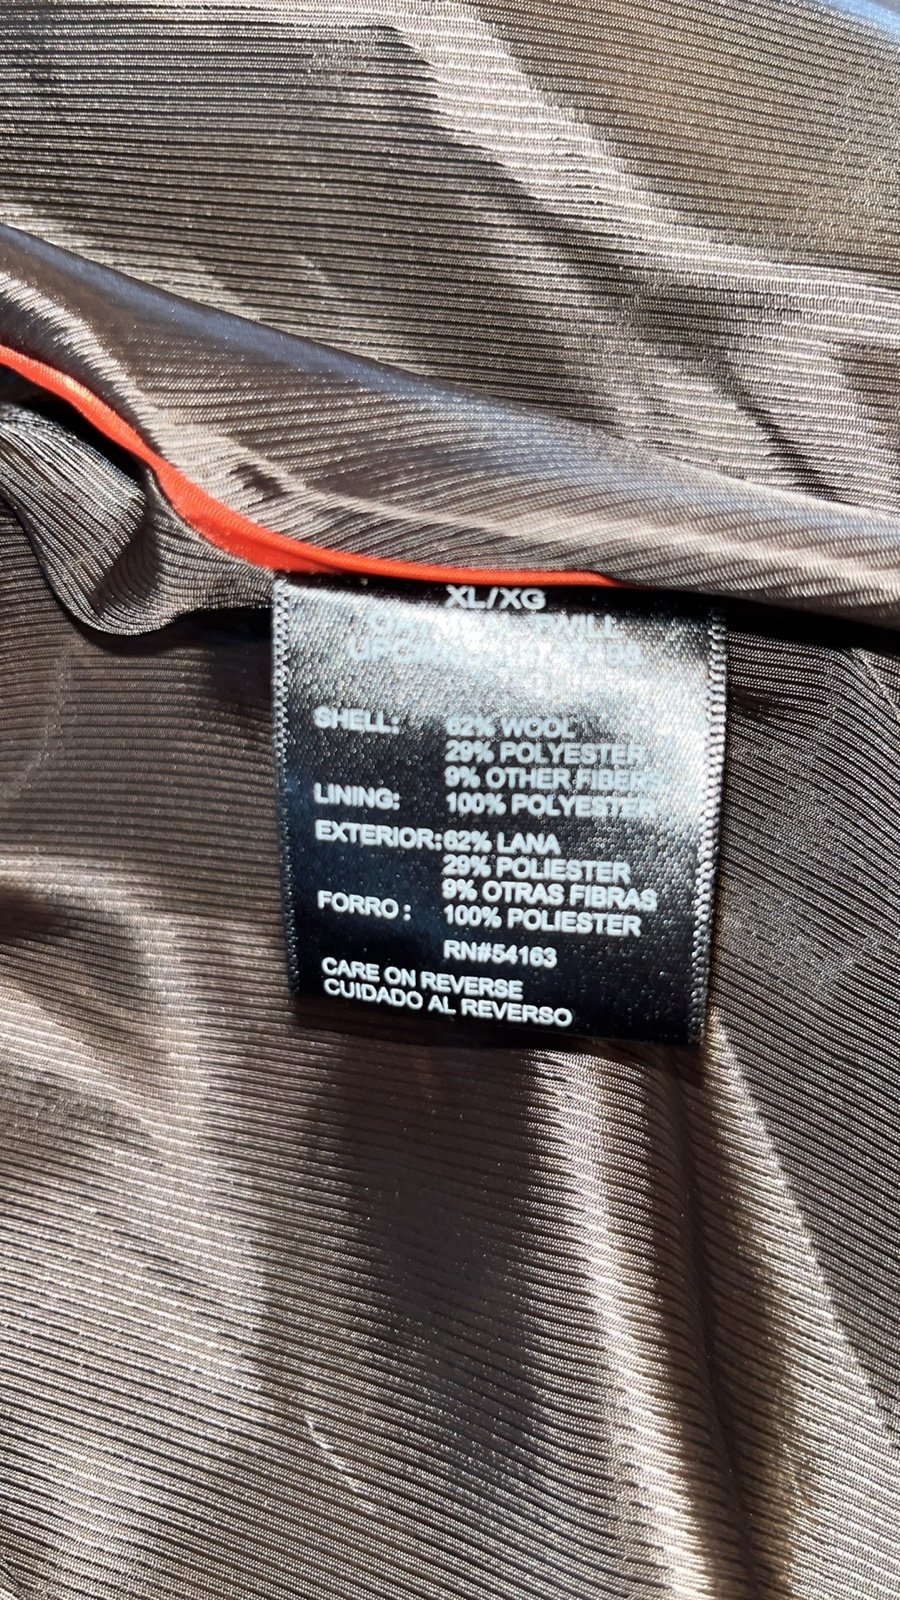 XL/XG
SHELL: 62% WOOL
29% POLYESTER
9% OTHER FIBERS
LINING: 100% POLYESTER
EXTERIOR: 62% LANA
29% POLIESTER
9% OTRAS FIBRAS
FORRO: 100% POLIESTER
RN#54163
CARE ON REVERSE
CUIDADO AL REVERSO